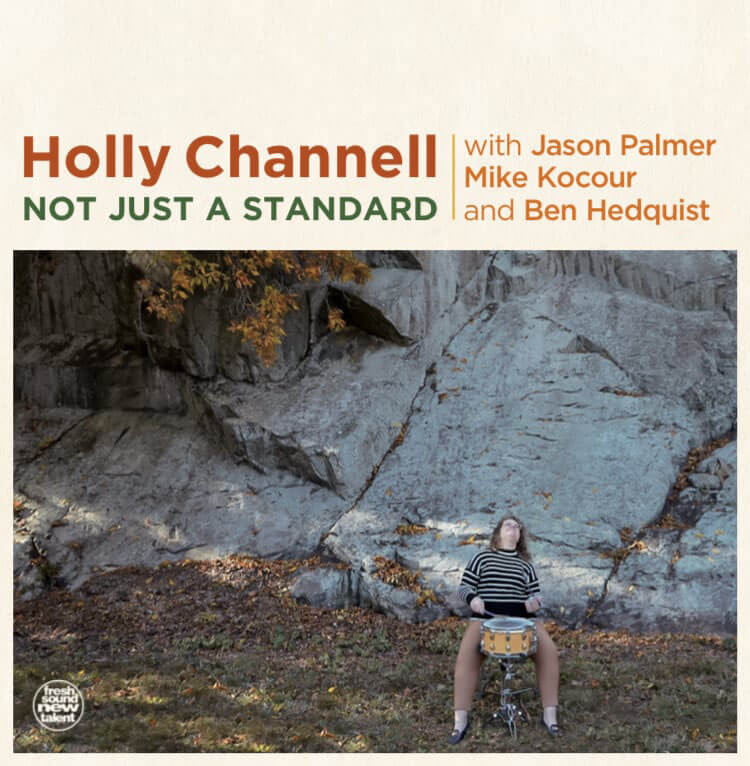 Holly Channell
NOT JUST A STANDARD
with Jason Palmer
Mike Kocour
and Ben Hedquist
fresh
sound
new
talent